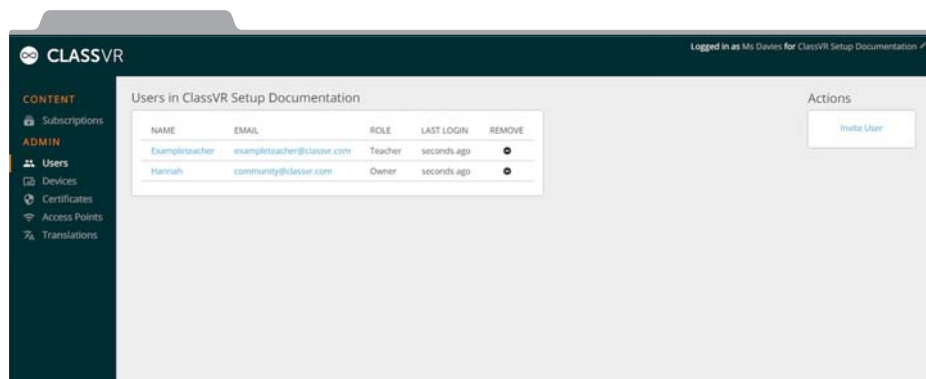 CLASSVR
Logged in as Ms Davies for ClassVR Setup Documentation
CONTENT
Subscriptions
ADMIN
Users
Devices
Certificates
Access Points
Translations
Users in ClassVR Setup Documentation
NAME EMAIL ROLE LAST LOGIN REMOVE
Exampleteacher exampleteacher@classvr.com Teacher seconds ago
Hannah community@classvr.com Owner seconds ago
Actions
Invite User